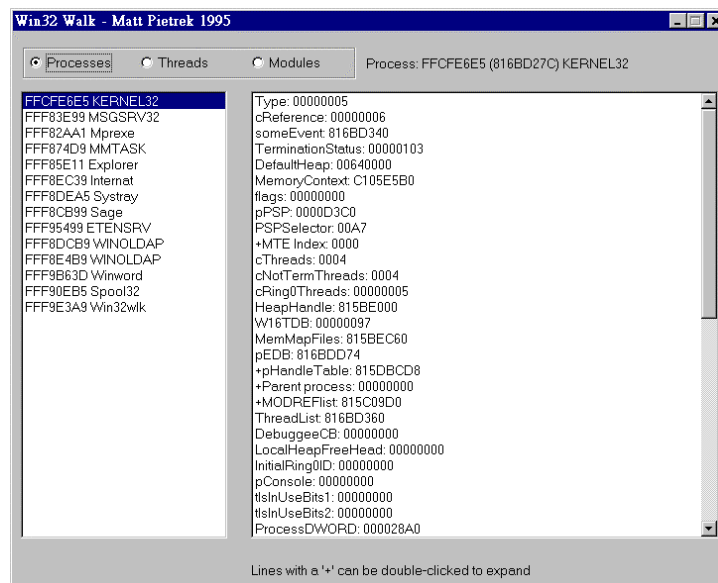 Win32 Walk - Matt Pietrek 1995
Processes Threads Modules Process: FFCFE6E5 (816BD27C) KERNEL32
FFCFE6E5 KERNEL32
FFF83E99 MSGSRV32
FFF82AA1 Mprexe
FFF874D9 MMTASK
FFF85E11 Explorer
FFF8EC39 Internat
FFF8DEA5 Systray
FFF8CB99 Sage
FFF95499 ETENSRV
FFF8DCB9 WINOLDAP
FFF8E4B9 WINOLDAP
FFF9B63D Winword
FFF90EB5 Spool32
FFF9E3A9 Win32wlk
Type: 00000005
cReference: 00000006
someEvent: 816BD340
TerminationStatus: 00000103
DefaultHeap: 00640000
MemoryContext: C105E5B0
flags: 00000000
pPSP: 0000D3C0
PSPSelector: 00A7
+MTE Index: 0000
cThreads: 0004
cNotTermThreads: 0004
cRing0Threads: 00000005
HeapHandle: 815BE000
W16TDB: 00000097
MemMapFiles: 815BEC60
pEDB: 816BDD74
+pHandleTable: 815DBCD8
+Parent process: 00000000
+MODREFlist: 815C09D0
ThreadList: 816BD360
DebuggeeCB: 00000000
LocalHeapFreeHead: 00000000
InitialRing0ID: 00000000
pConsole: 00000000
tlsInUseBits1: 00000000
tlsInUseBits2: 00000000
ProcessDWORD: 000028A0
Lines with a '+' can be double-clicked to expand